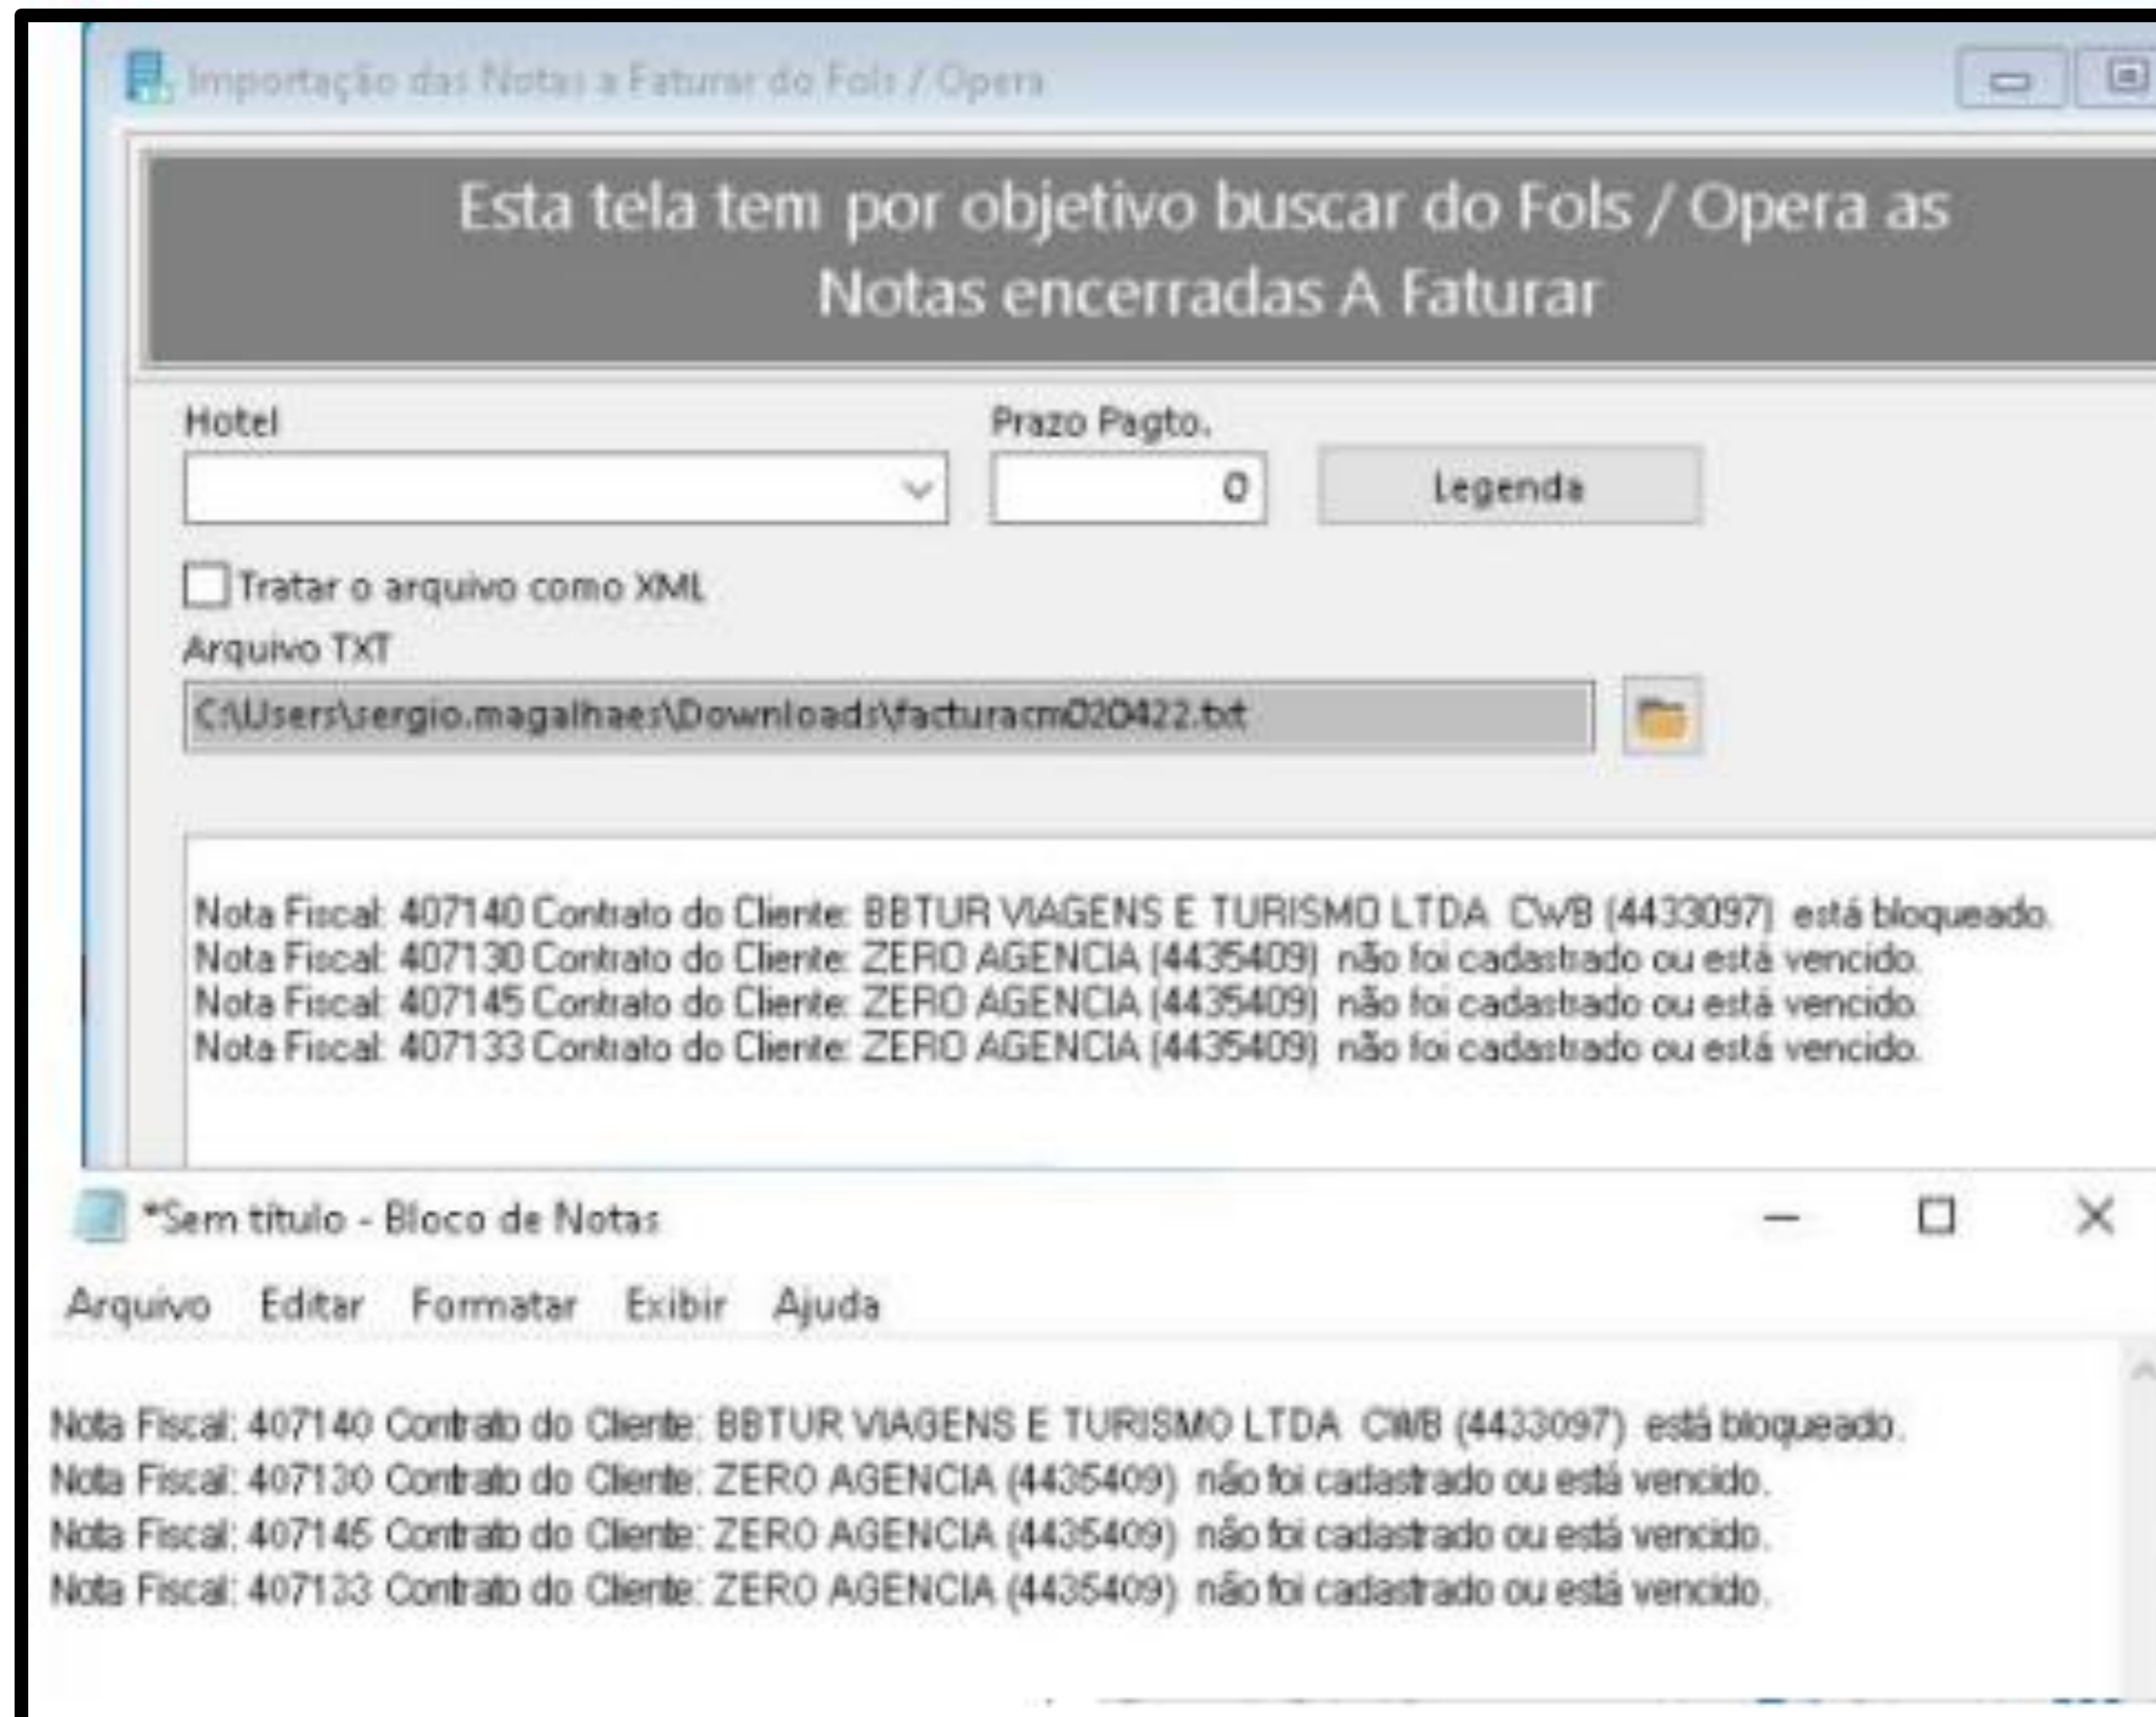 Importação das Notas a Faturar do Fols / Opera
Esta tela tem por objetivo buscar do Fols / Opera as
Notas encerradas A Faturar
Hotel
Prazo Pagto.
0
Legenda
Tratar o arquivo como XML
Arquivo TXT
C:\Users\sergio.magalhaes\Downloads\facturacm020422.txt
Nota Fiscal: 407140 Contrato do Cliente: BBTUR VIAGENS E TURISMO LTDA  CWB (4433097)  está bloqueado.
Nota Fiscal: 407130 Contrato do Cliente: ZERO AGENCIA (4435409)  não foi cadastrado ou está vencido.
Nota Fiscal: 407145 Contrato do Cliente: ZERO AGENCIA (4435409)  não foi cadastrado ou está vencido.
Nota Fiscal: 407133 Contrato do Cliente: ZERO AGENCIA (4435409)  não foi cadastrado ou está vencido.
*Sem título - Bloco de Notas
Arquivo Editar Formatar Exibir Ajuda
Nota Fiscal: 407140 Contrato do Cliente: BBTUR VIAGENS E TURISMO LTDA  CWB (4433097)  está bloqueado.
Nota Fiscal: 407130 Contrato do Cliente: ZERO AGENCIA (4435409)  não foi cadastrado ou está vencido.
Nota Fiscal: 407145 Contrato do Cliente: ZERO AGENCIA (4435409)  não foi cadastrado ou está vencido.
Nota Fiscal: 407133 Contrato do Cliente: ZERO AGENCIA (4435409)  não foi cadastrado ou está vencido.